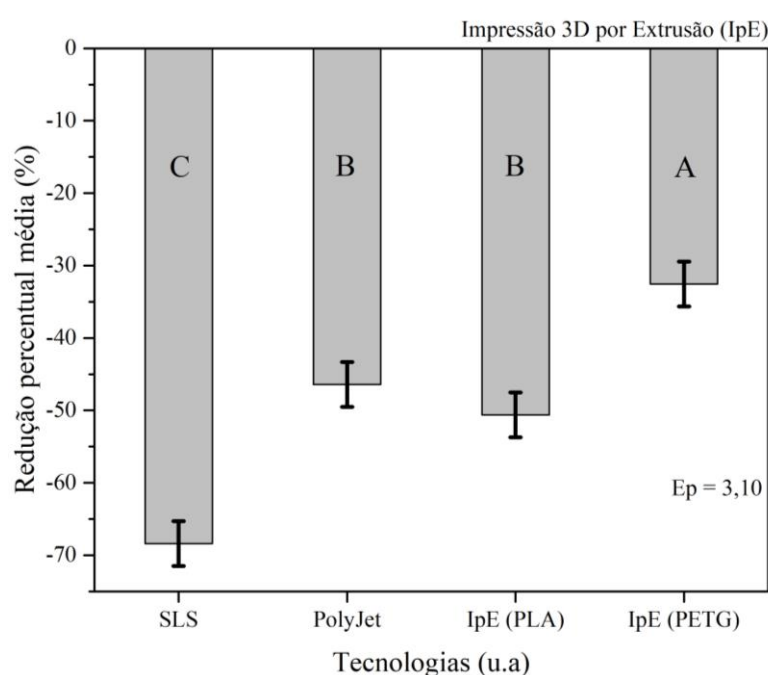 Impressão 3D por Extrusão (IpE)
0
-10
-20
-30
-40
-50
-60
-70
Redução percentual média (%)
C
B
B
A
Ep = 3,10
SLS
PolyJet
IpE (PLA)
IpE (PETG)
Tecnologias (u.a)